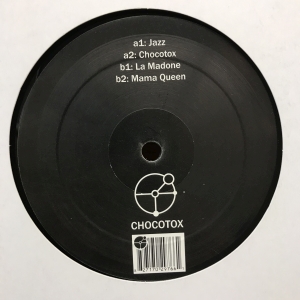 a1: Jazz
a2: Chocotox
b1: La Madone
b2: Mama Queen
CHOCOTOX